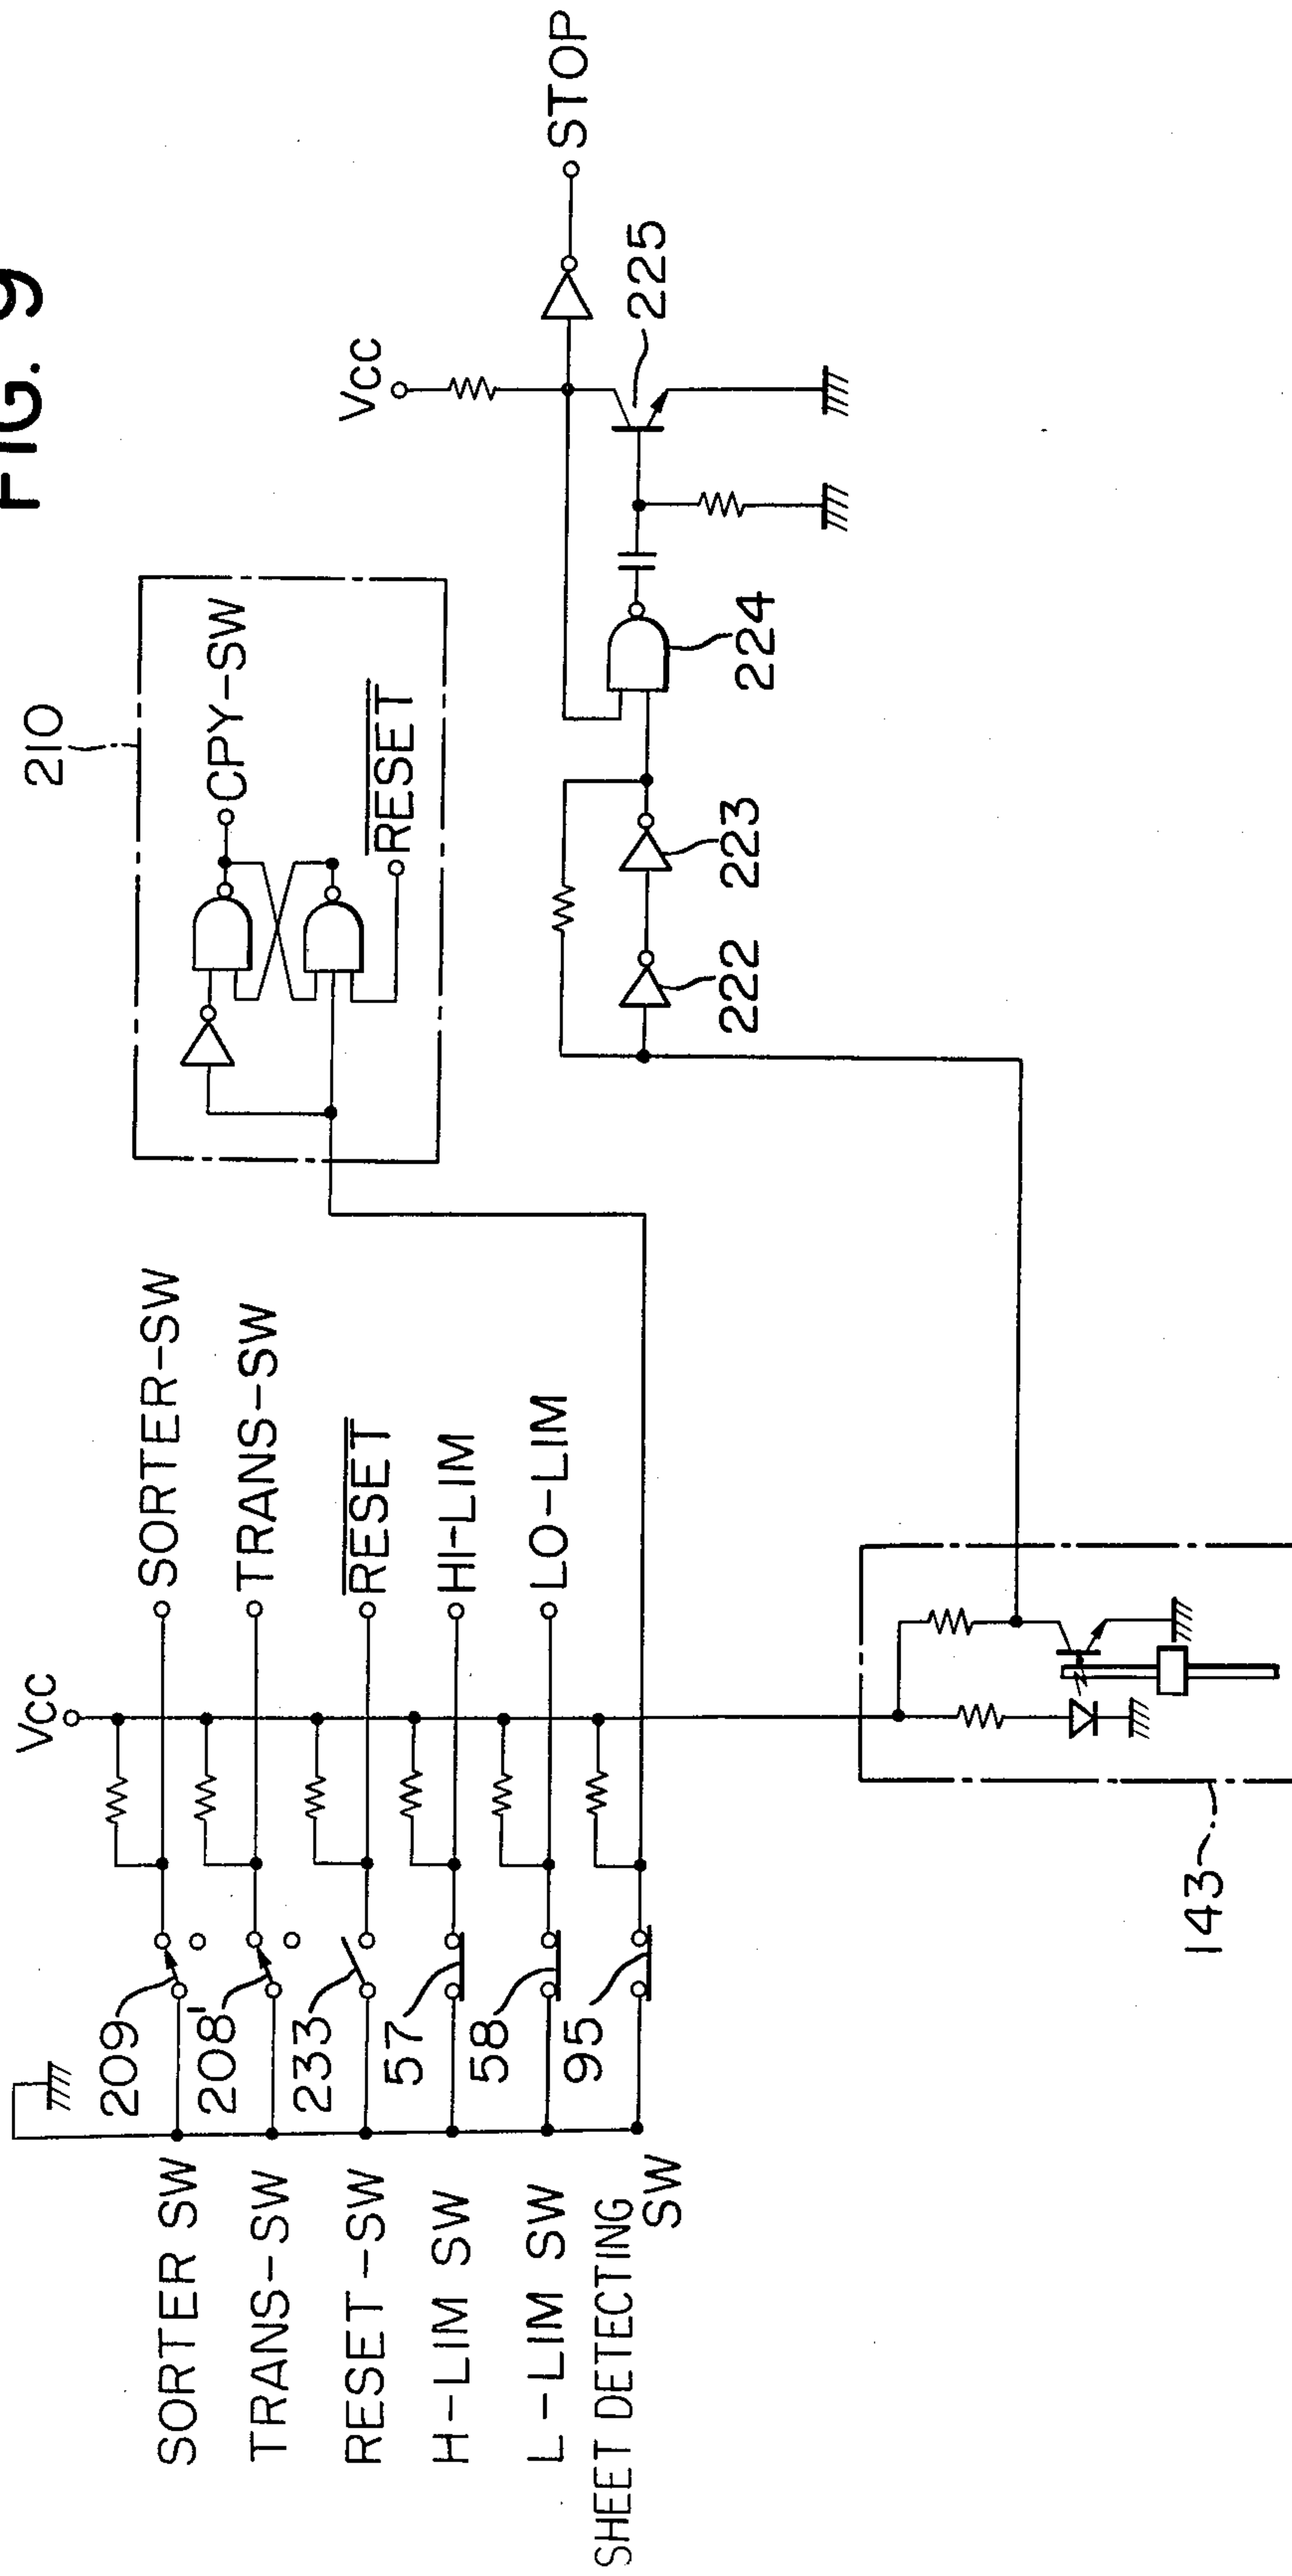 FIG. 9
VCC
SORTER SW
209
SORTER-SW
TRANS-SW
208'
TRANS-SW
RESET-SW
233
RESET
H-LIM SW
57
HI-LIM
L-LIM SW
58
LO-LIM
SHEET DETECTING
SW
95
210
CPY-SW
RESET
VCC
STOP
225
224
222
223
143